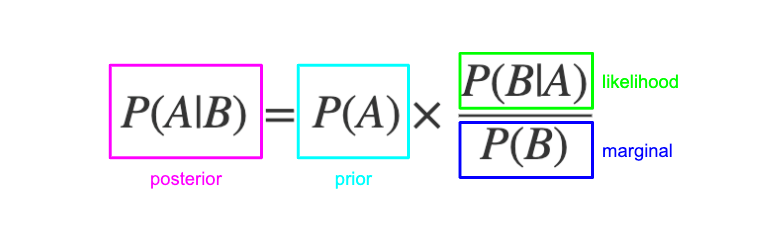 P(A|B) = P(A) × P(B|A) / P(B)
likelihood
marginal
posterior
prior